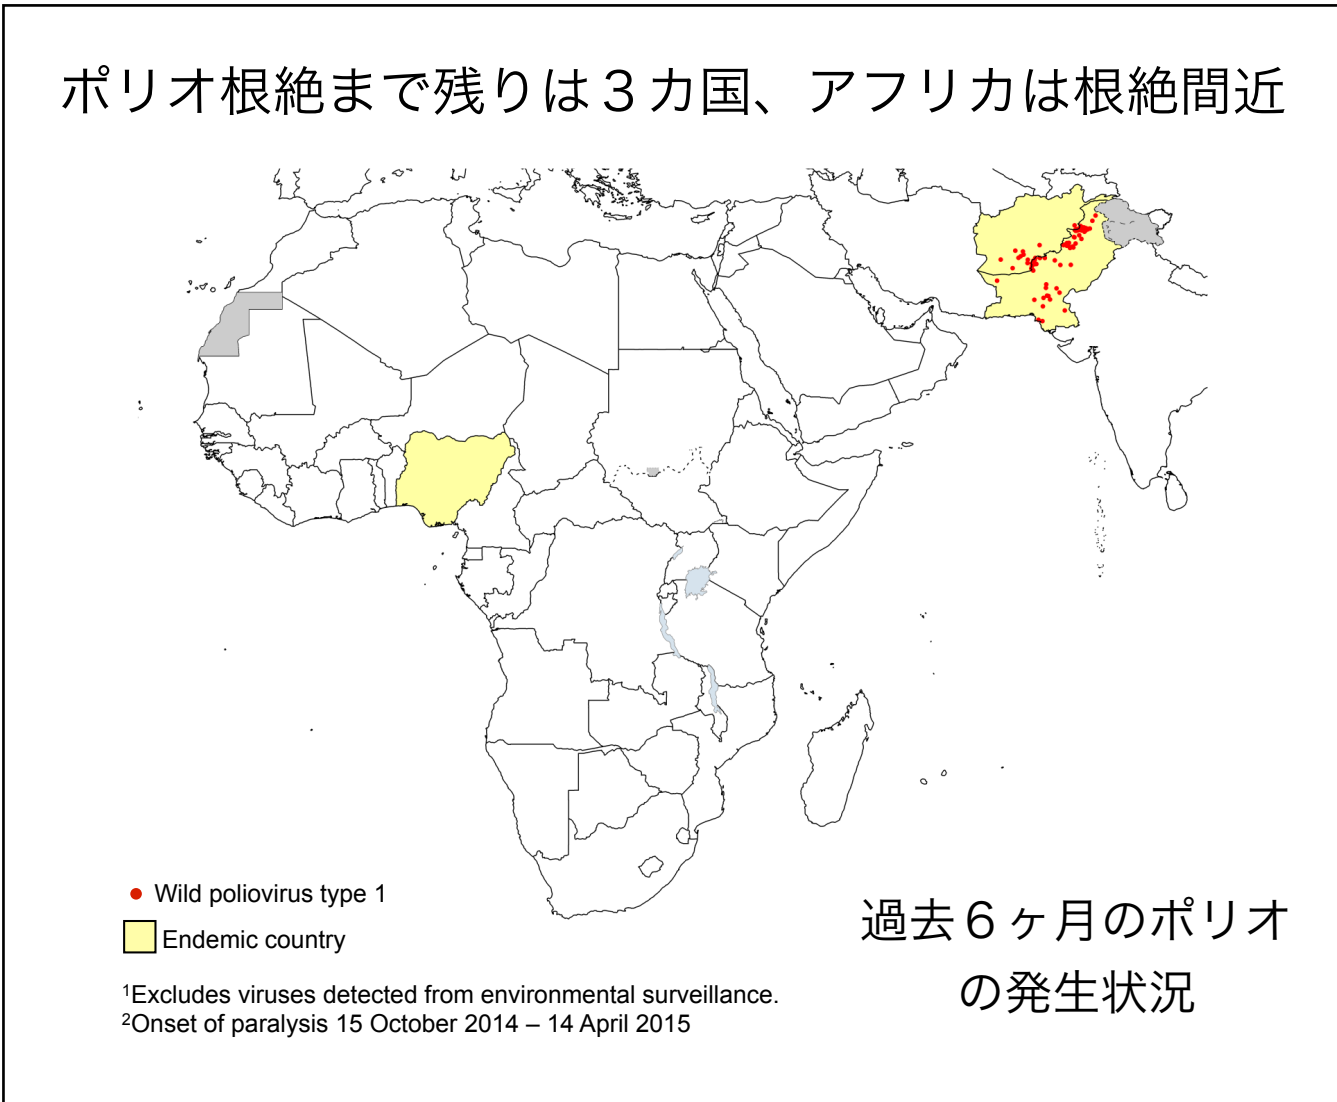 ポリオ根絶まで残りは３カ国、アフリカは根絶間近
Wild poliovirus type 1
Endemic country
¹Excludes viruses detected from environmental surveillance.
²Onset of paralysis 15 October 2014 – 14 April 2015
過去６ヶ月のポリオ
の発生状況